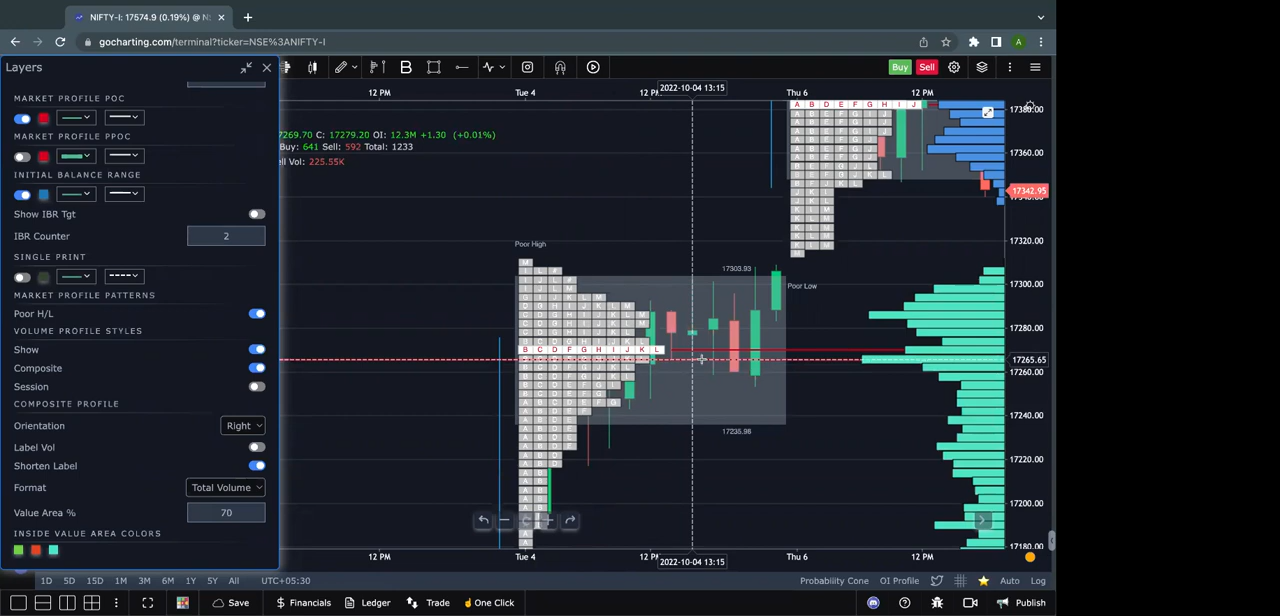 NIFTY-I: 17574.9 (0.19%) @ N
gocharting.com/terminal?ticker=NSE%3ANIFTY-I
A
Layers
B
Buy
Sell
12 PM
Tue 4
12 PM
2022-10-04 13:15
Thu 6
12 PM
17269.70 C: 17279.20 OI: 12.3M +1.30 (+0.01%)
Buy: 641 Sell: 592 Total: 1233
ll Vol: 225.55K
MARKET PROFILE POC
MARKET PROFILE PPOC
INITIAL BALANCE RANGE
Show IBR Tgt
IBR Counter
2
SINGLE PRINT
MARKET PROFILE PATTERNS
Poor H/L
VOLUME PROFILE STYLES
Show
Composite
Session
COMPOSITE PROFILE
Orientation
Right
Label Vol
Shorten Label
Format
Total Volume
Value Area %
70
INSIDE VALUE AREA COLORS
Poor High
17303.93
Poor Low
17235.98
B C D F G H I J K L
A B D E F G H I J
17380.00
17360.00
17342.95
17340.00
17320.00
17300.00
17280.00
17265.65
17260.00
17240.00
17220.00
17200.00
17180.00
12 PM
Tue 4
2022-10-04 13:15
Thu 6
12 PM
1D 5D 15D 1M 3M 6M 1Y 5Y All
UTC+05:30
Probability Cone
OI Profile
Auto
Log
Save
Financials
Ledger
Trade
One Click
Publish